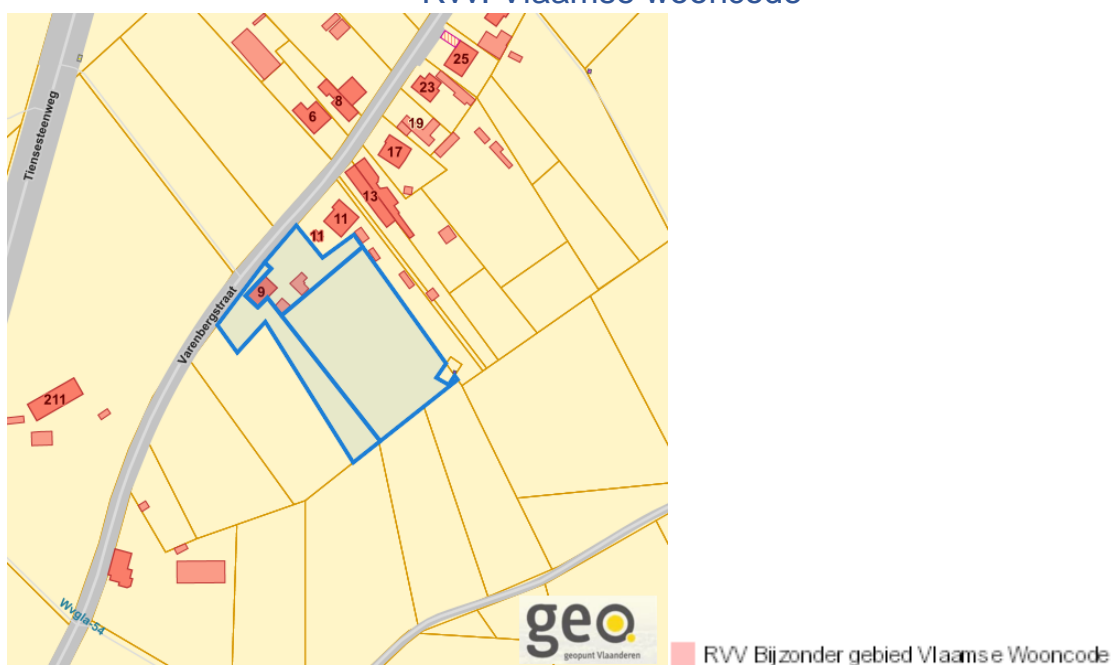 RVV: Vlaamse wooncode
25
23
8
6
19
17
Tiensesteenweg
13
11
11
9
Varenbergstraat
211
Wvgla-54
geo
geopunt Vlaanderen
RVV Bijzonder gebied Vlaamse Wooncode